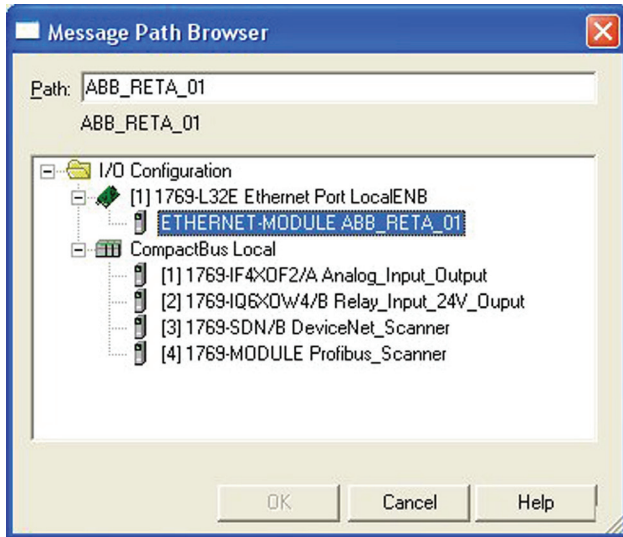 Message Path Browser
Path: ABB_RETA_01
ABB_RETA_01
I/O Configuration
[1] 1769-L32E Ethernet Port LocalENB
ETHERNET-MODULE ABB_RETA_01
CompactBus Local
[1] 1769-IF4XOF2/A Analog_Input_Output
[2] 1769-IQ6XOW4/B Relay_Input_24V_Ouput
[3] 1769-SDN/B DeviceNet_Scanner
[4] 1769-MODULE Profibus_Scanner
OK Cancel Help